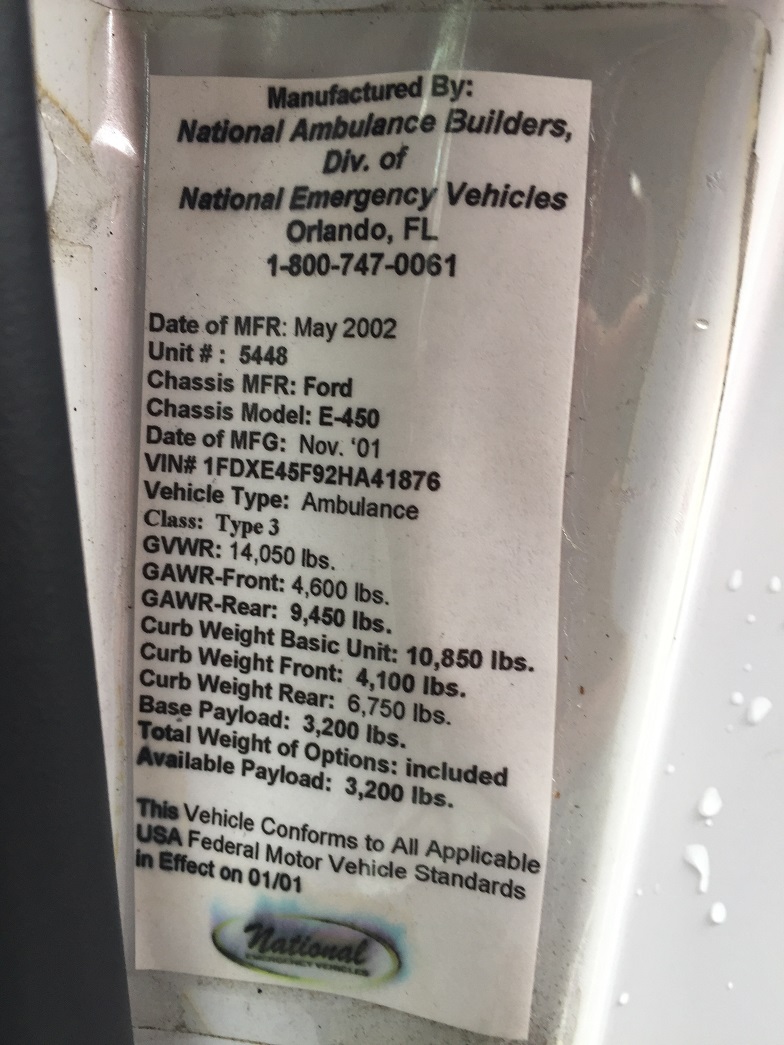 Manufactured By:
National Ambulance Builders,
Div. of
National Emergency Vehicles
Orlando, FL
1-800-747-0061
Date of MFR: May 2002
Unit # : 5448
Chassis MFR: Ford
Chassis Model: E-450
Date of MFG: Nov. '01
VIN# 1FDXE45F92HA41876
Vehicle Type: Ambulance
Class: Type 3
GVWR: 14,050 lbs.
GAWR-Front: 4,600 lbs.
GAWR-Rear: 9,450 lbs.
Curb Weight Basic Unit: 10,850 lbs.
Curb Weight Front: 4,100 lbs.
Curb Weight Rear: 6,750 lbs.
Base Payload: 3,200 lbs.
Total Weight of Options: included
Available Payload: 3,200 lbs.
This Vehicle Conforms to All Applicable
USA Federal Motor Vehicle Standards
in Effect on 01/01
National
EMERGENCY VEHICLES